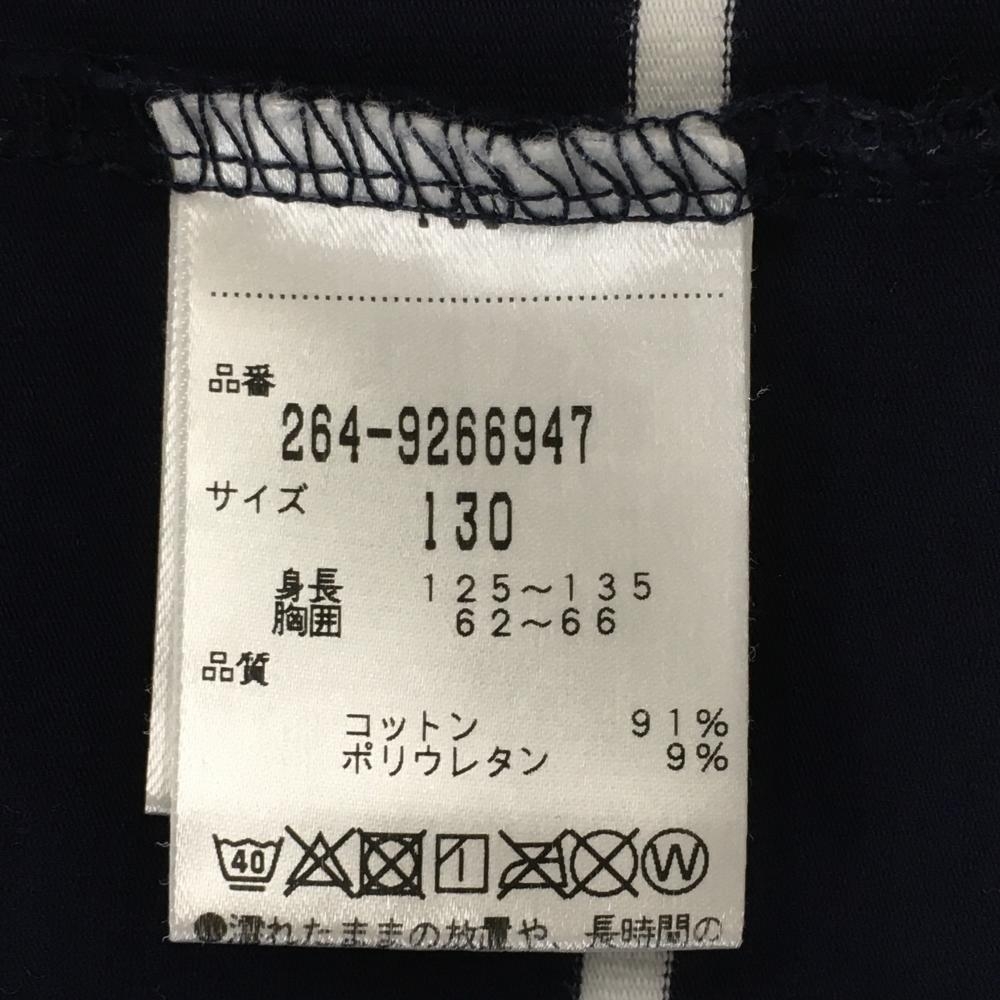 品番
264-9266947
サイズ 130
身長 125～135
胸囲 62～66
品質
コットン 91%
ポリウレタン 9%
40 W
●濡れたままの放置や、長時間の